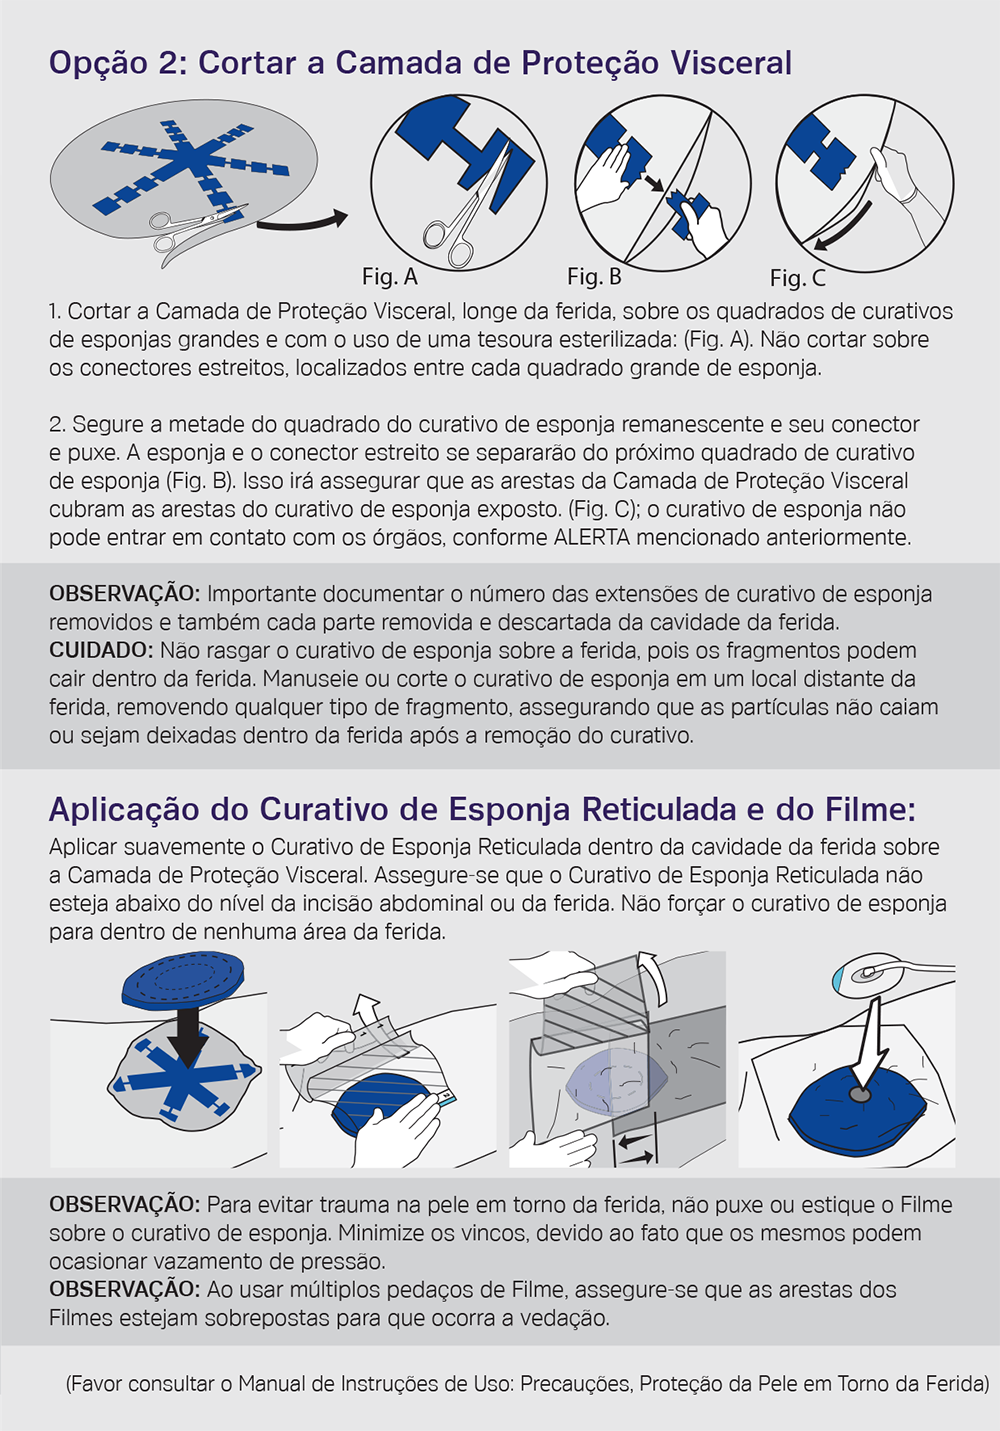 Opção 2: Cortar a Camada de Proteção Visceral
Fig. A
Fig. B
Fig. C
1. Cortar a Camada de Proteção Visceral, longe da ferida, sobre os quadrados de curativos
de esponjas grandes e com o uso de uma tesoura esterilizada: (Fig. A). Não cortar sobre
os conectores estreitos, localizados entre cada quadrado grande de esponja.
2. Segure a metade do quadrado do curativo de esponja remanescente e seu conector
e puxe. A esponja e o conector estreito se separarão do próximo quadrado de curativo
de esponja (Fig. B). Isso irá assegurar que as arestas da Camada de Proteção Visceral
cubram as arestas do curativo de esponja exposto. (Fig. C); o curativo de esponja não
pode entrar em contato com os órgãos, conforme ALERTA mencionado anteriormente.
OBSERVAÇÃO: Importante documentar o número das extensões de curativo de esponja
removidos e também cada parte removida e descartada da cavidade da ferida.
CUIDADO: Não rasgar o curativo de esponja sobre a ferida, pois os fragmentos podem
cair dentro da ferida. Manuseie ou corte o curativo de esponja em um local distante da
ferida, removendo qualquer tipo de fragmento, assegurando que as partículas não caiam
ou sejam deixadas dentro da ferida após a remoção do curativo.
Aplicação do Curativo de Esponja Reticulada e do Filme:
Aplicar suavemente o Curativo de Esponja Reticulada dentro da cavidade da ferida sobre
a Camada de Proteção Visceral. Assegure-se que o Curativo de Esponja Reticulada não
esteja abaixo do nível da incisão abdominal ou da ferida. Não forçar o curativo de esponja
para dentro de nenhuma área da ferida.
OBSERVAÇÃO: Para evitar trauma na pele em torno da ferida, não puxe ou estique o Filme
sobre o curativo de esponja. Minimize os vincos, devido ao fato que os mesmos podem
ocasionar vazamento de pressão.
OBSERVAÇÃO: Ao usar múltiplos pedaços de Filme, assegure-se que as arestas dos
Filmes estejam sobrepostas para que ocorra a vedação.
(Favor consultar o Manual de Instruções de Uso: Precauções, Proteção da Pele em Torno da Ferida)